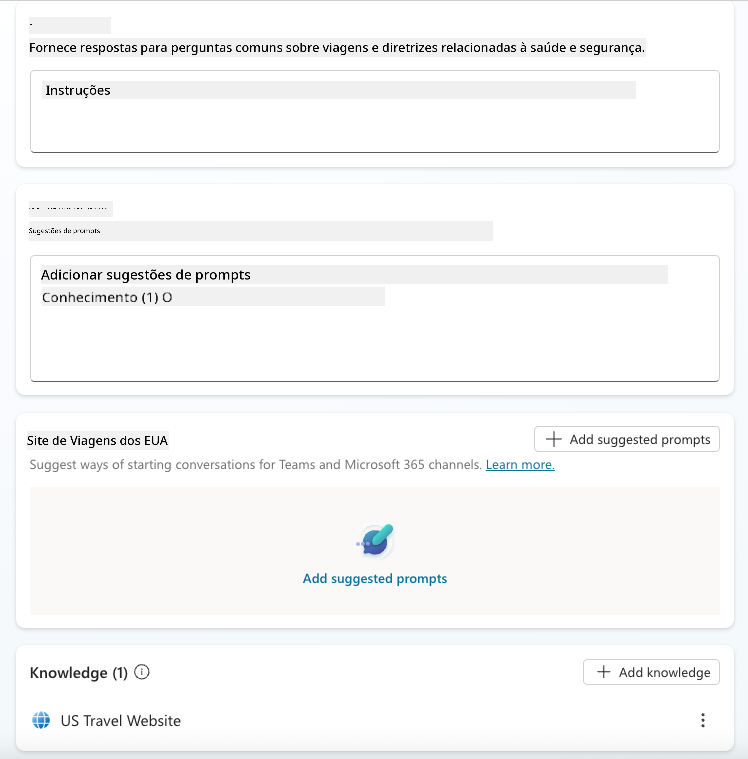 Fornece respostas para perguntas comuns sobre viagens e diretrizes relacionadas à saúde e segurança.
Instruções
Sugestões de prompts
Adicionar sugestões de prompts
Conhecimento (1) O
Site de Viagens dos EUA
Add suggested prompts
Suggest ways of starting conversations for Teams and Microsoft 365 channels. Learn more.
Add suggested prompts
Knowledge (1)
Add knowledge
US Travel Website